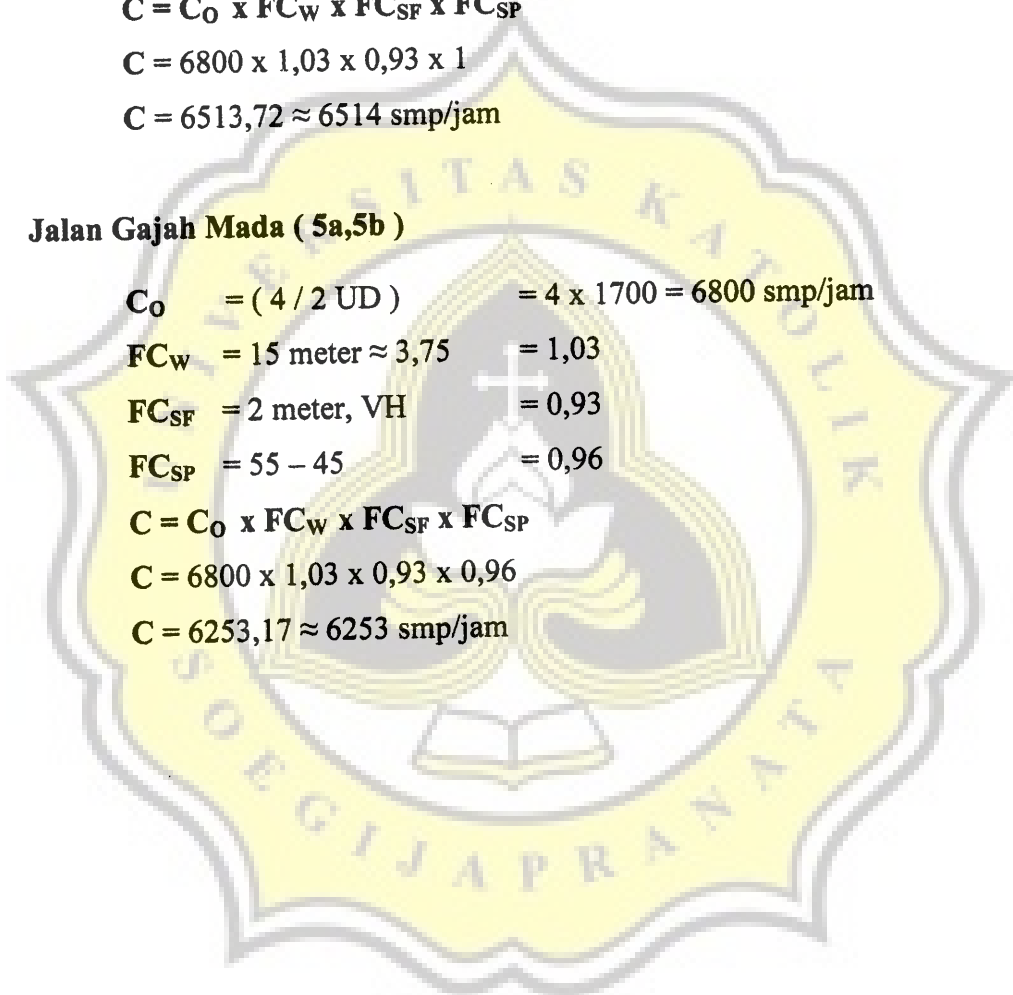 C = C₀ x FCw x FCSF x FCSP
C = 6800 x 1,03 x 0,93 x 1
C = 6513,72 ≈ 6514 smp/jam
Jalan Gajah Mada ( 5a,5b )
C₀ = ( 4 / 2 UD ) = 4 x 1700 = 6800 smp/jam
FCw = 15 meter ≈ 3,75 = 1,03
FCSF = 2 meter, VH = 0,93
FCSP = 55 – 45 = 0,96
C = C₀ x FCw x FCSF x FCSP
C = 6800 x 1,03 x 0,93 x 0,96
C = 6253,17 ≈ 6253 smp/jam
UNIVERSITAS KATOLIK
SOEGIJAPRANATA